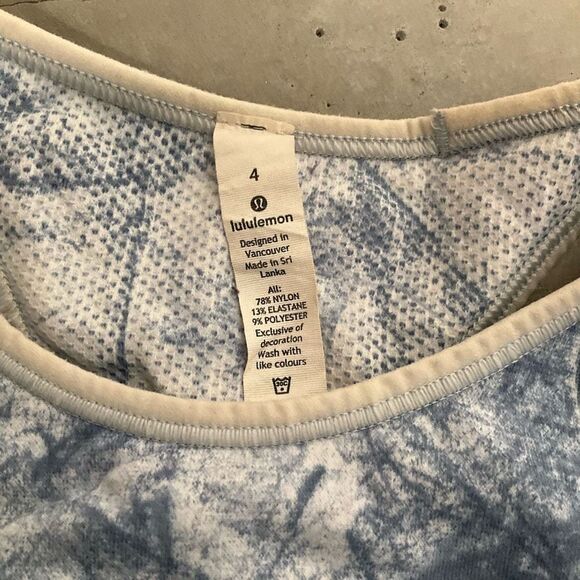 4
lululemon
Designed in
Vancouver
Made in Sri
Lanka
All:
78% NYLON
13% ELASTANE
9% POLYESTER
Exclusive of
decoration
Wash with
like colours